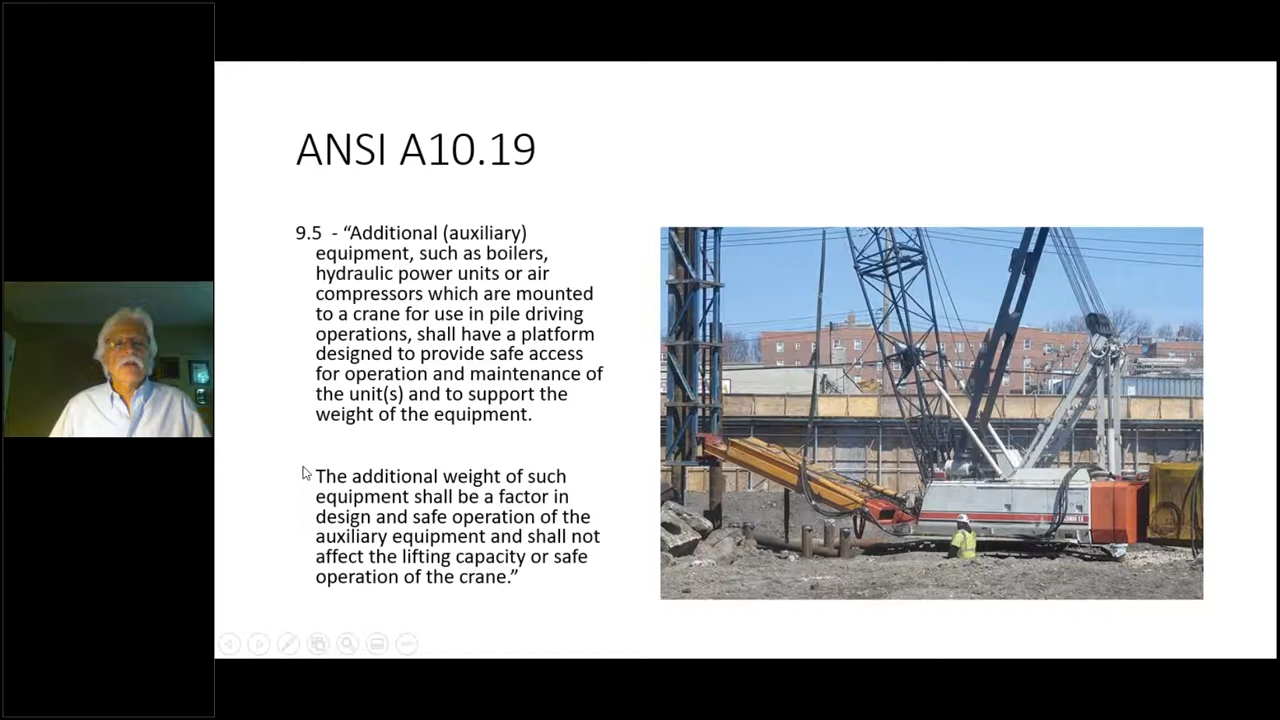 ANSI A10.19
9.5 - “Additional (auxiliary)
equipment, such as boilers,
hydraulic power units or air
compressors which are mounted
to a crane for use in pile driving
operations, shall have a platform
designed to provide safe access
for operation and maintenance of
the unit(s) and to support the
weight of the equipment.
The additional weight of such
equipment shall be a factor in
design and safe operation of the
auxiliary equipment and shall not
affect the lifting capacity or safe
operation of the crane.”